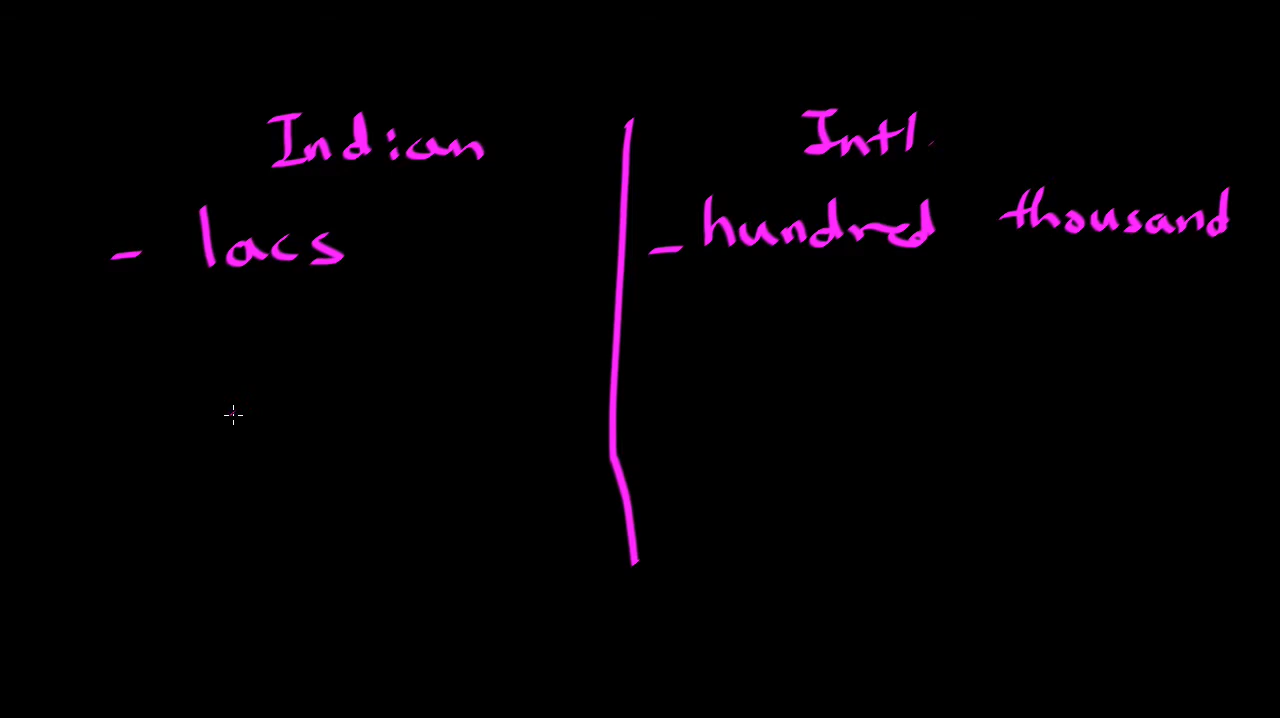 Indian
Intl.
- lacs
- hundred thousand